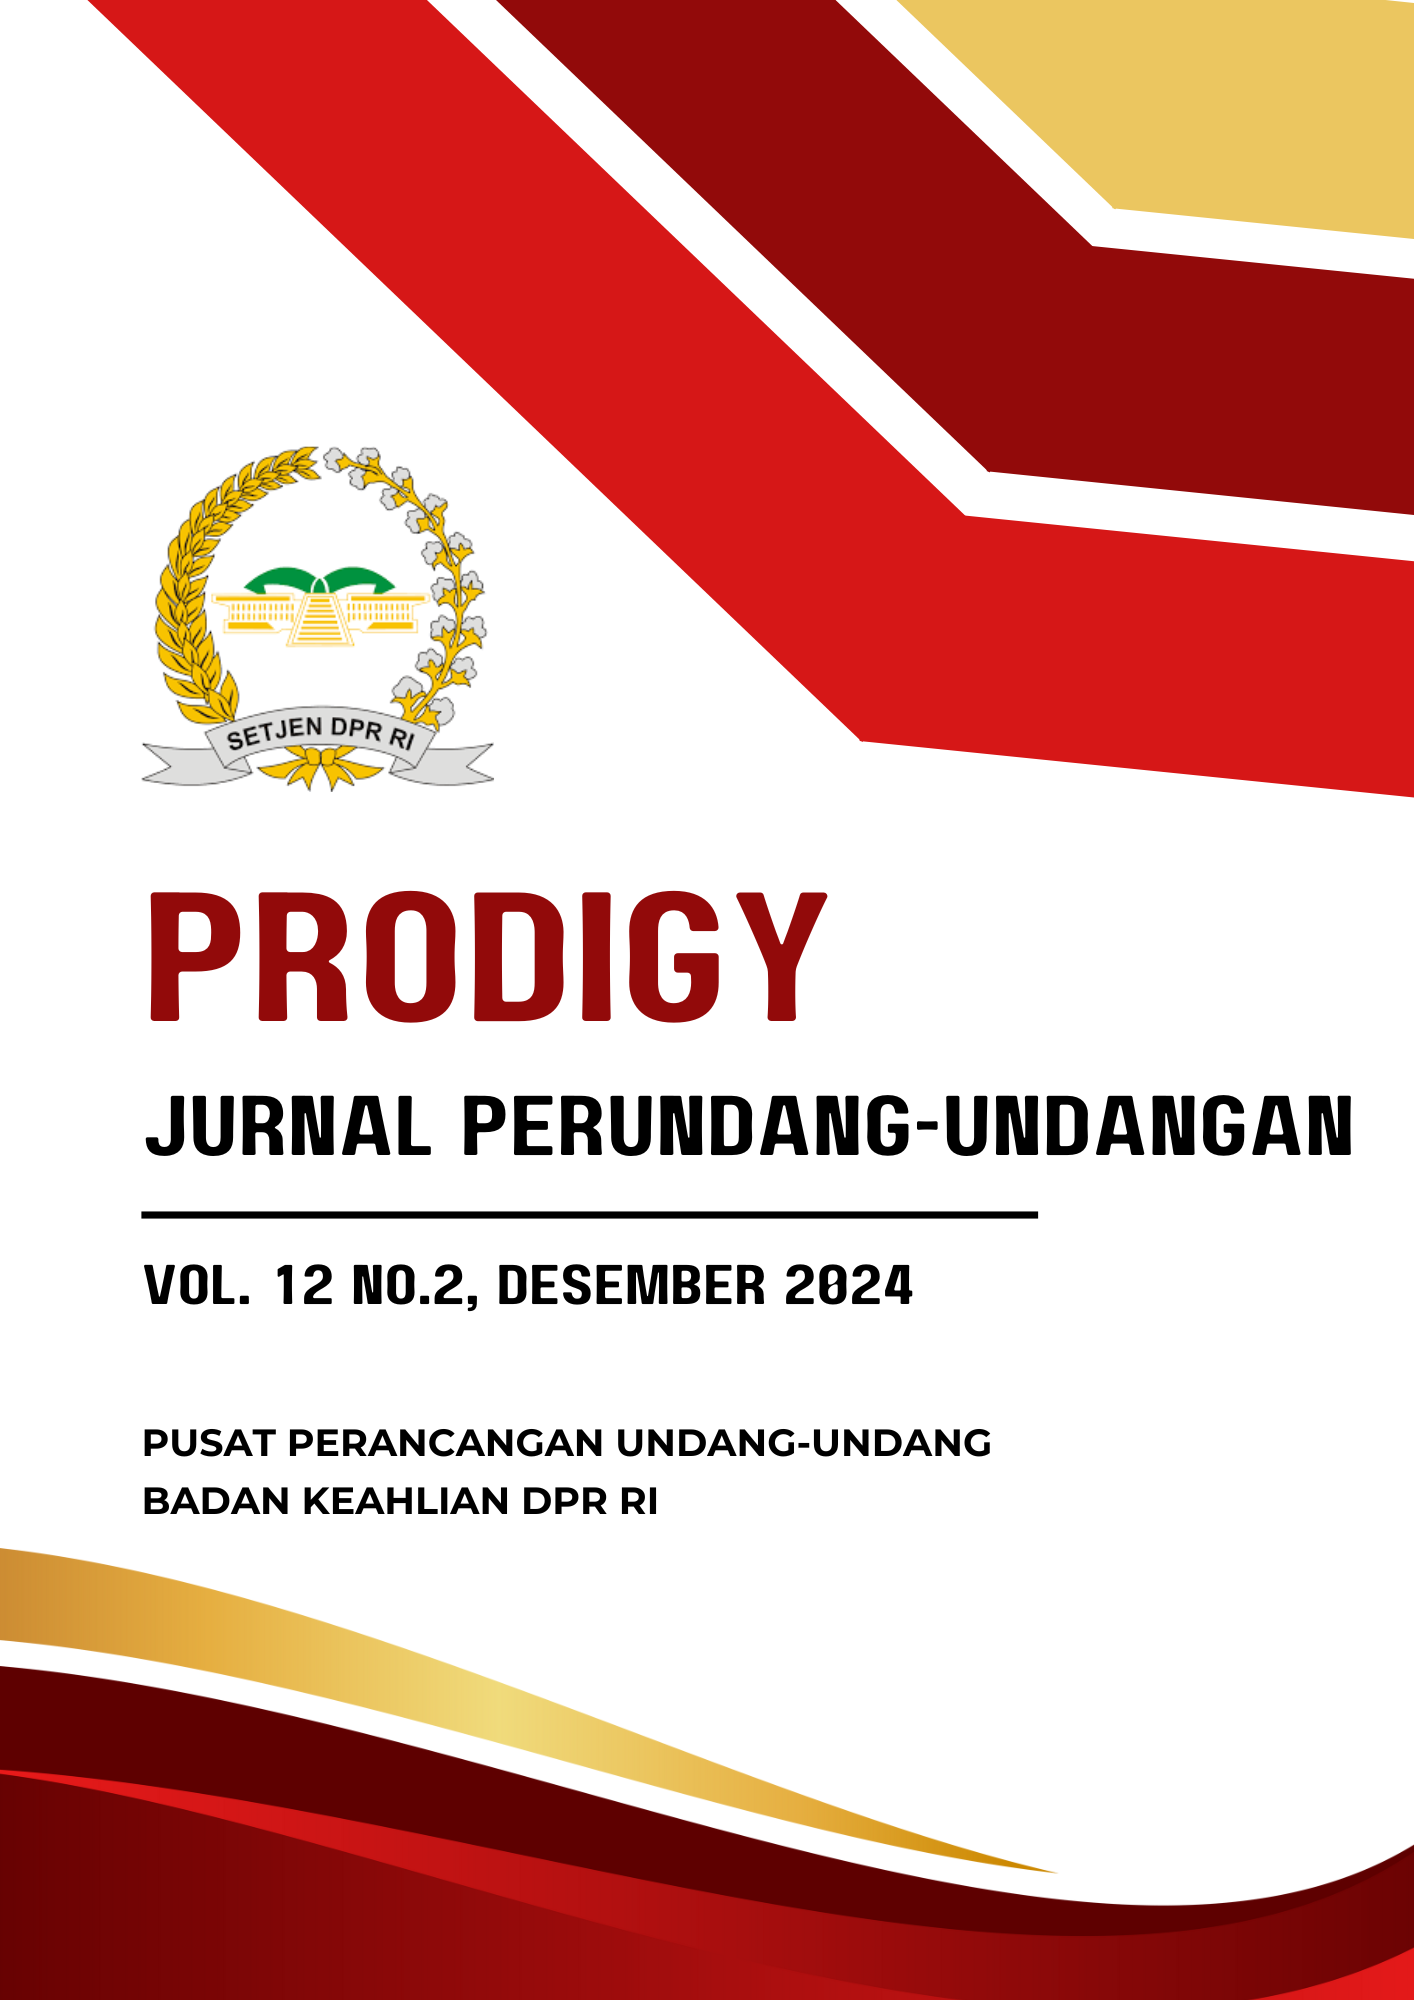 SETJEN DPR RI
PRODIGY
JURNAL PERUNDANG-UNDANGAN
VOL. 12 NO.2, DESEMBER 2024
PUSAT PERANCANGAN UNDANG-UNDANG
BADAN KEAHLIAN DPR RI